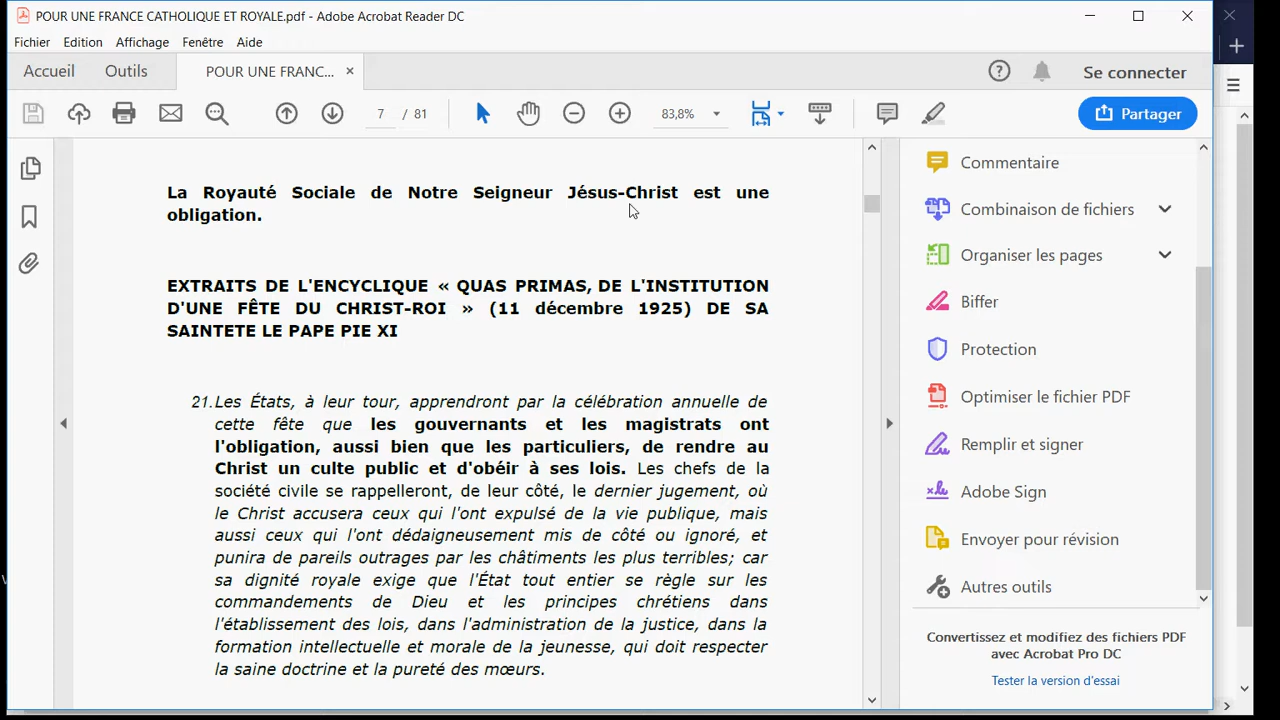 POUR UNE FRANCE CATHOLIQUE ET ROYALE.pdf - Adobe Acrobat Reader DC
Fichier Edition Affichage Fenêtre Aide
Accueil Outils POUR UNE FRANC... ×
Se connecter
7 / 81 83,8% Partager
La Royauté Sociale de Notre Seigneur Jésus-Christ est une
obligation.
EXTRAITS DE L'ENCYCLIQUE « QUAS PRIMAS, DE L'INSTITUTION
D'UNE FÊTE DU CHRIST-ROI » (11 décembre 1925) DE SA
SAINTETE LE PAPE PIE XI
21. Les États, à leur tour, apprendront par la célébration annuelle de
cette fête que les gouvernants et les magistrats ont
l'obligation, aussi bien que les particuliers, de rendre au
Christ un culte public et d'obéir à ses lois. Les chefs de la
société civile se rappelleront, de leur côté, le dernier jugement, où
le Christ accusera ceux qui l'ont expulsé de la vie publique, mais
aussi ceux qui l'ont dédaigneusement mis de côté ou ignoré, et
punira de pareils outrages par les châtiments les plus terribles; car
sa dignité royale exige que l'État tout entier se règle sur les
commandements de Dieu et les principes chrétiens dans
l'établissement des lois, dans l'administration de la justice, dans la
formation intellectuelle et morale de la jeunesse, qui doit respecter
la saine doctrine et la pureté des mœurs.
Commentaire
Combinaison de fichiers
Organiser les pages
Biffer
Protection
Optimiser le fichier PDF
Remplir et signer
Adobe Sign
Envoyer pour révision
Autres outils
Convertissez et modifiez des fichiers PDF
avec Acrobat Pro DC
Tester la version d'essai